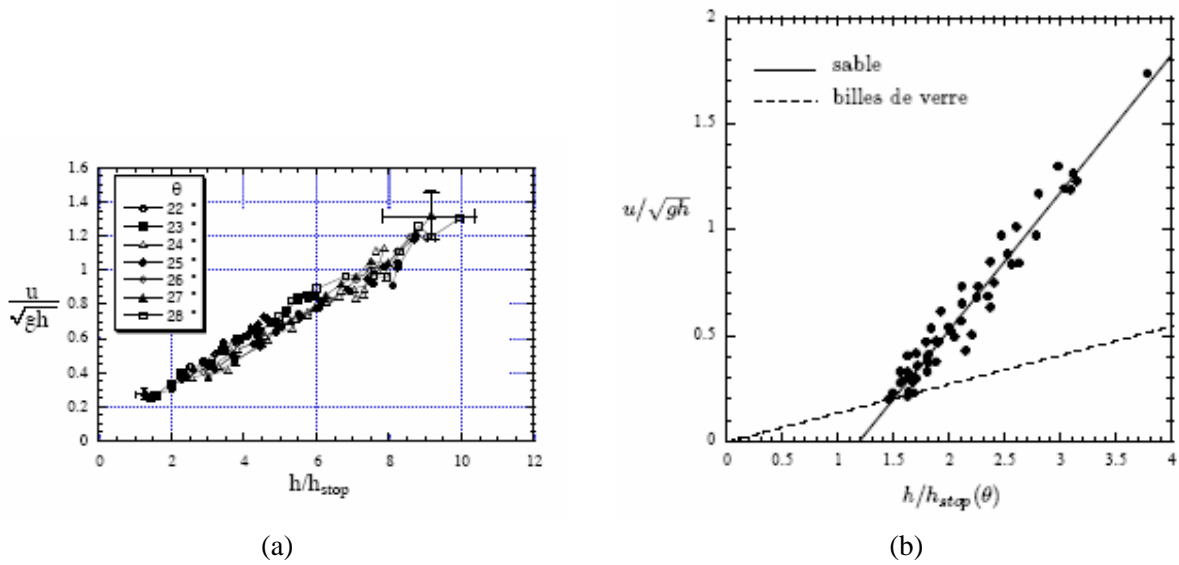 1.6
1.4
1.2
1
0.8
0.6
0.4
0.2
0
0 2 4 6 8 10 12
θ
22 °
23 °
24 °
25 °
26 °
27 °
28 °
u
√gh
h/hstop
(a)
2
1.5
1
0.5
0
0 0.5 1 1.5 2 2.5 3 3.5 4
sable
billes de verre
u/√gh
h/hstop(θ)
(b)